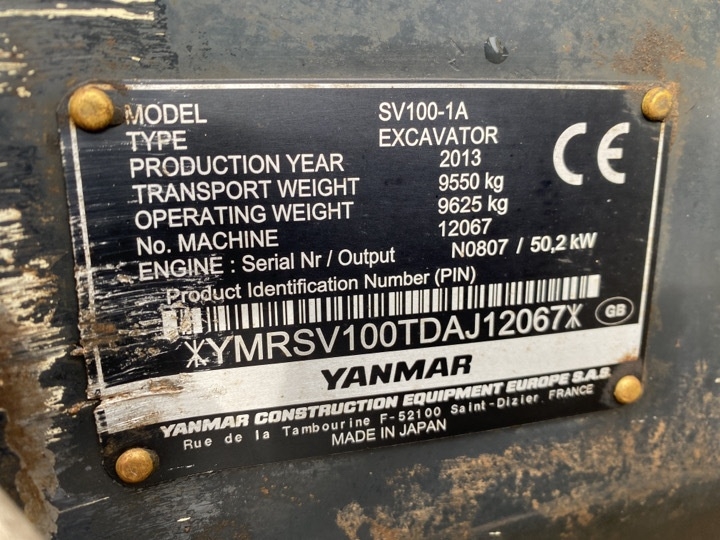 MODEL SV100-1A
TYPE EXCAVATOR
PRODUCTION YEAR 2013
TRANSPORT WEIGHT 9550 kg
OPERATING WEIGHT 9625 kg
No. MACHINE 12067
ENGINE : Serial Nr / Output N0807 / 50,2 kW
Product Identification Number (PIN)
CE
*YMRSV100TDAJ12067*
GB
YANMAR
YANMAR CONSTRUCTION EQUIPMENT EUROPE S.A.S.
Rue de la Tambourine F-52100 Saint-Dizier FRANCE
MADE IN JAPAN